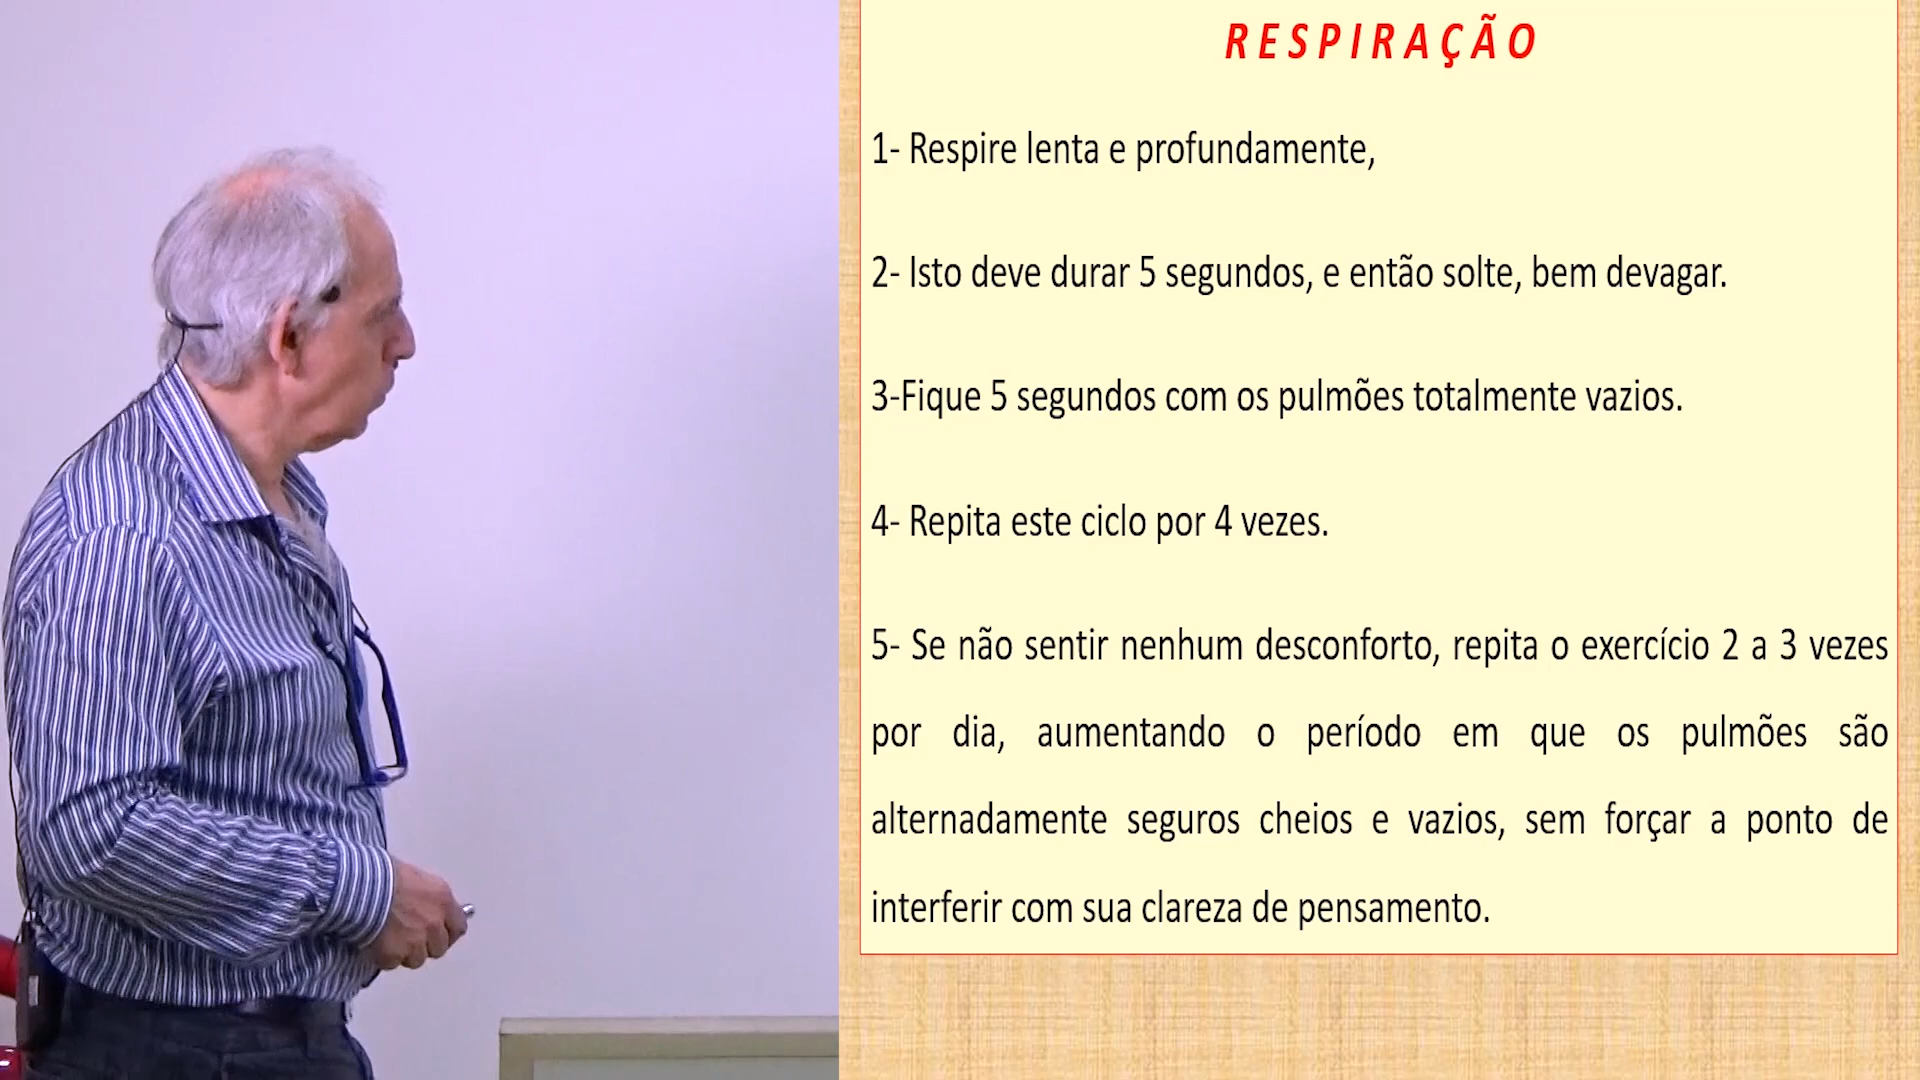 RESPIRAÇÃO
1- Respire lenta e profundamente,
2- Isto deve durar 5 segundos, e então solte, bem devagar.
3-Fique 5 segundos com os pulmões totalmente vazios.
4- Repita este ciclo por 4 vezes.
5- Se não sentir nenhum desconforto, repita o exercício 2 a 3 vezes
por dia, aumentando o período em que os pulmões são
alternadamente seguros cheios e vazios, sem forçar a ponto de
interferir com sua clareza de pensamento.